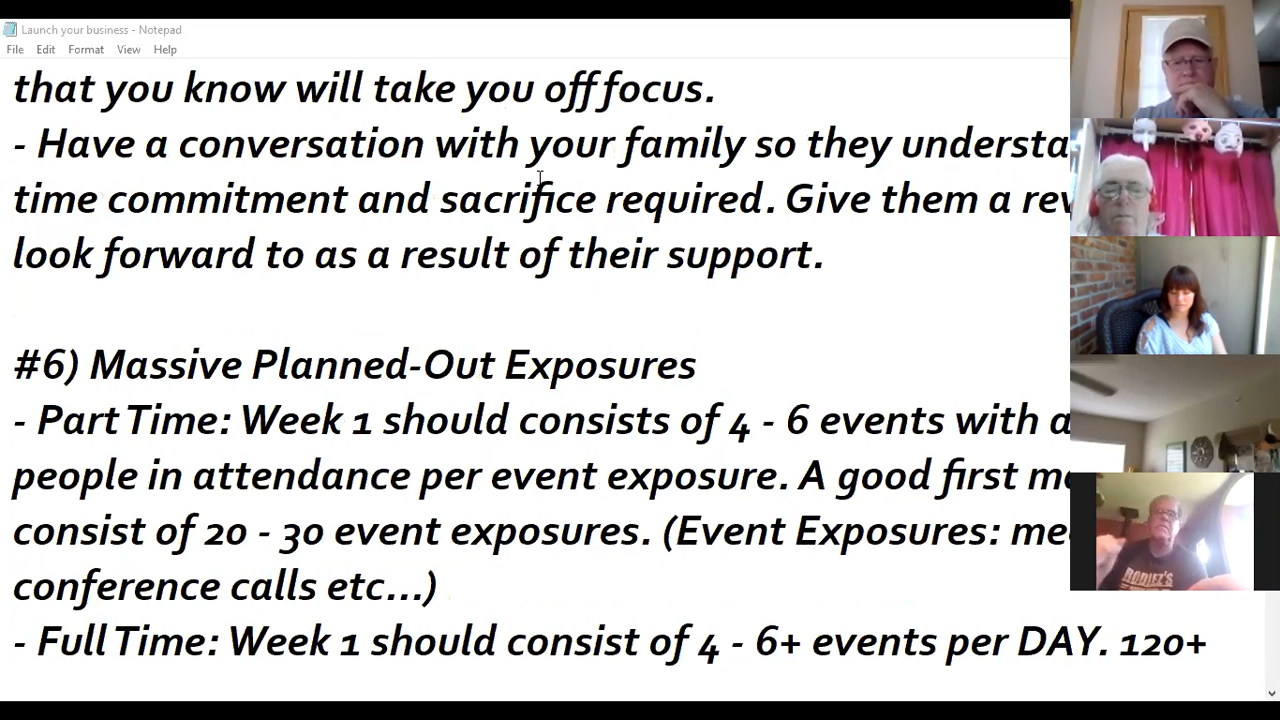 Launch your business - Notepad
File Edit Format View Help
that you know will take you off focus.
- Have a conversation with your family so they
time commitment and sacrifice required. Give them a
look forward to as a result of their support.
#6) Massive Planned-Out Exposures
- Part Time: Week 1 should consists of 4 - 6 events with
people in attendance per event exposure. A good first
consist of 20 - 30 event exposures. (Event Exposures:
conference calls etc...)
- Full Time: Week 1 should consist of 4 - 6+ events per DAY. 120+
RODIEZ'S